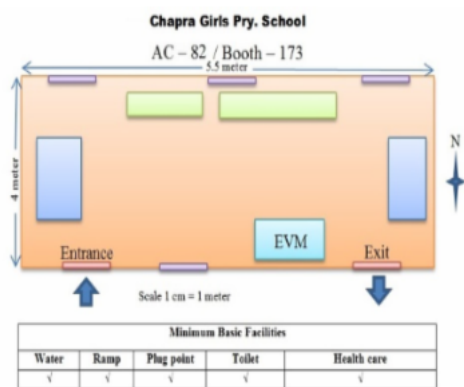 Chapra Girls Pry. School
AC – 82 / Booth – 173
5.5 meter
4 meter
N
EVM
Entrance
Exit
Scale 1 cm = 1 meter
Minimum Basic Facilities
Water Ramp Plug point Toilet Health care
√ √ √ √ √